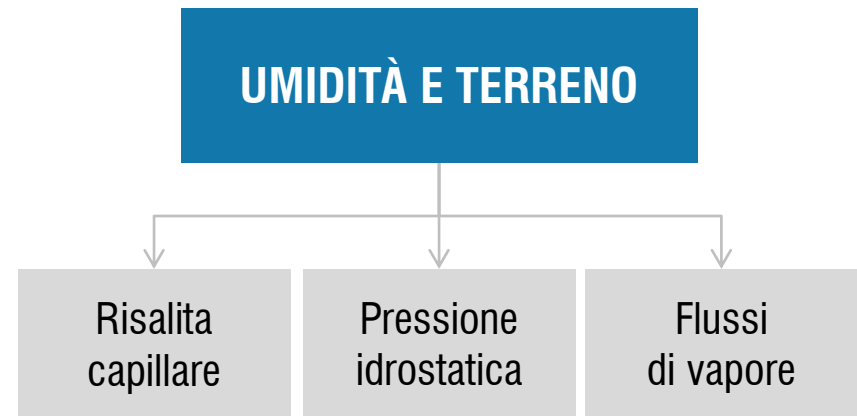 UMIDITÀ E TERRENO
Risalita
capillare
Pressione
idrostatica
Flussi
di vapore